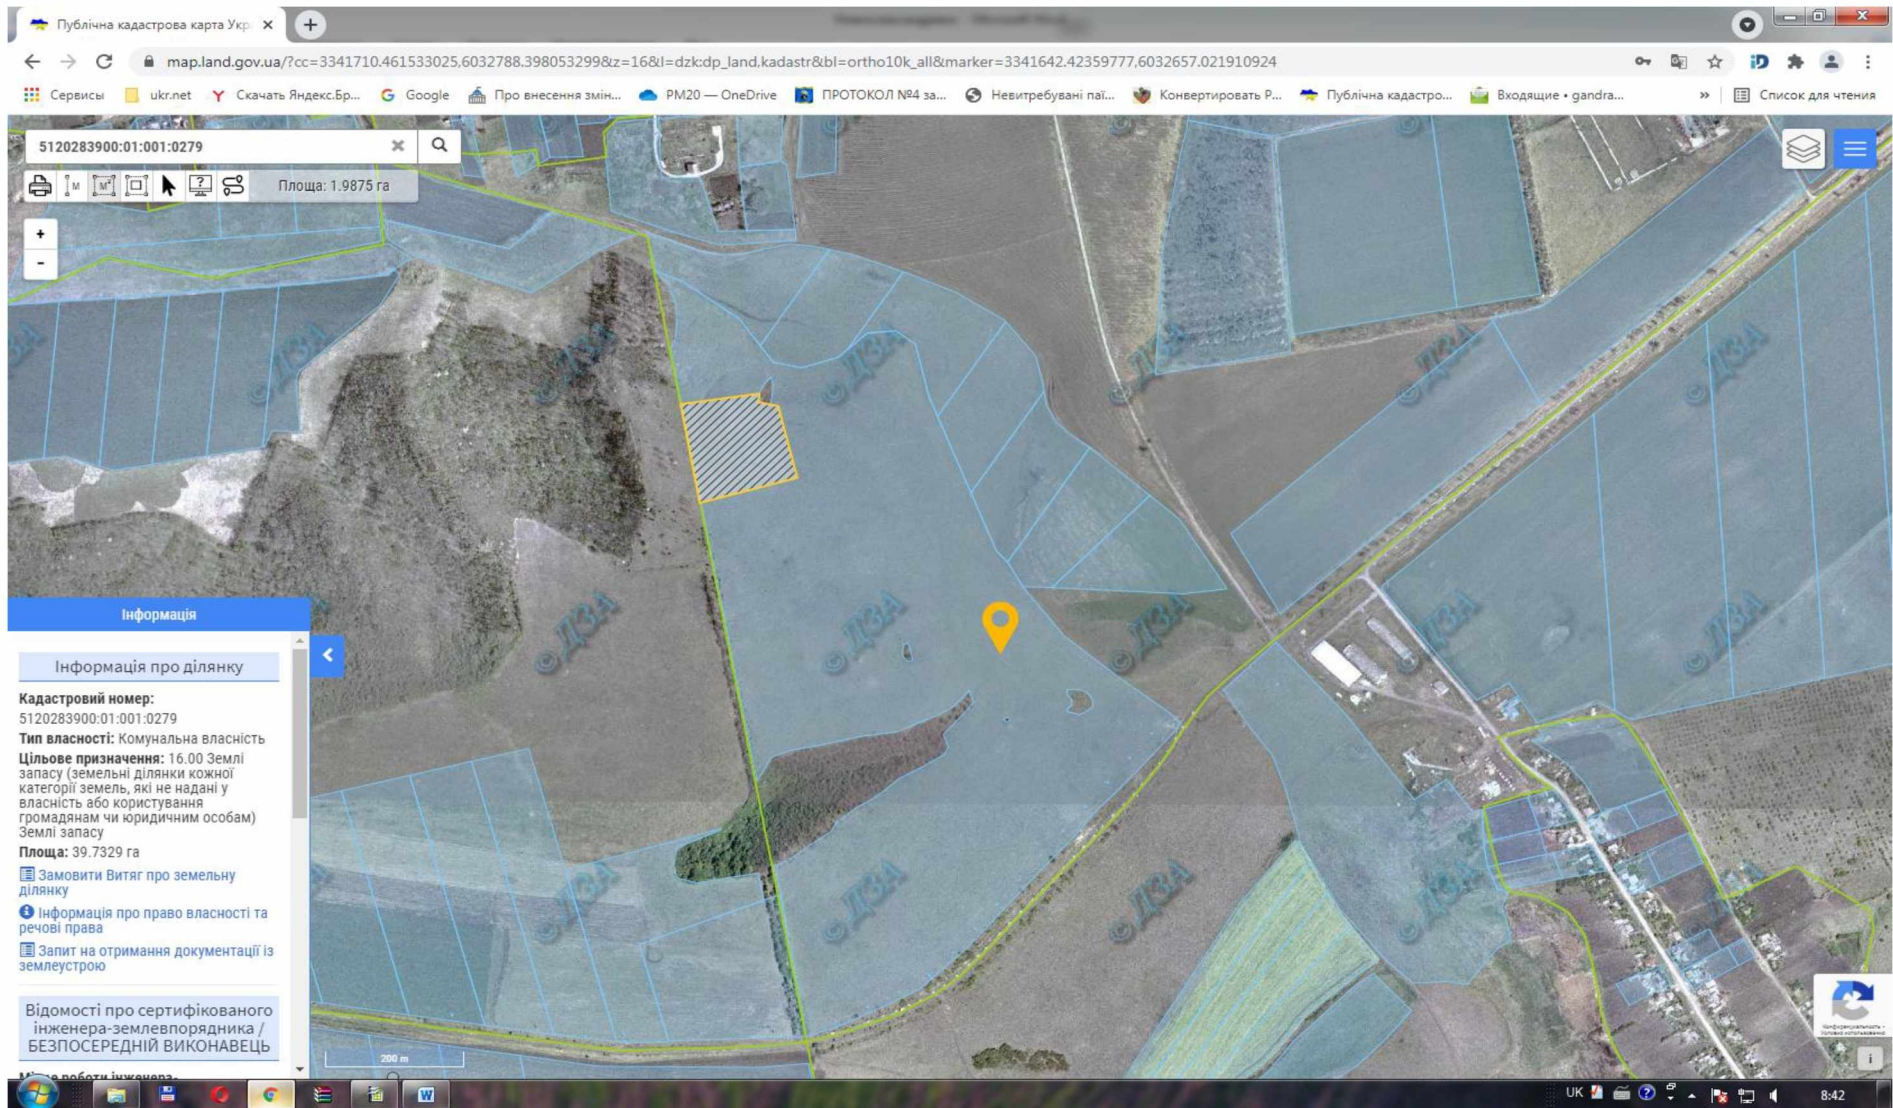 Публічна кадастрова карта Укр
map.land.gov.ua/?cc=3341710.461533025,6032788.398053299&z=16&l=dzk:dp_land,kadastr&bl=ortho10k_all&marker=3341642.42359777,6032657.021910924
Сервисы ukr.net Скачать Яндекс.Бр... Google Про внесення змін... PM20 — OneDrive ПРОТОКОЛ №4 за... Невитребувані паї... Конвертировать P... Публічна кадастро... Входящие • gandra... » Список для чтения
5120283900:01:001:0279
М М² Площа: 1.9875 га
+
-
© ДЗА
Інформація
Інформація про ділянку
Кадастровий номер:
5120283900:01:001:0279
Тип власності: Комунальна власність
Цільове призначення: 16.00 Землі
запасу (земельні ділянки кожної
категорії земель, які не надані у
власність або користування
громадянам чи юридичним особам)
Землі запасу
Площа: 39.7329 га
Замовити Витяг про земельну
ділянку
Інформація про право власності та
речові права
Запит на отримання документації із
землеустрою
Відомості про сертифікованого
інженера-землевпорядника /
БЕЗПОСЕРЕДНІЙ ВИКОНАВЕЦЬ
200 m
Конфиденциальность -
Условия использования
UK 8:42